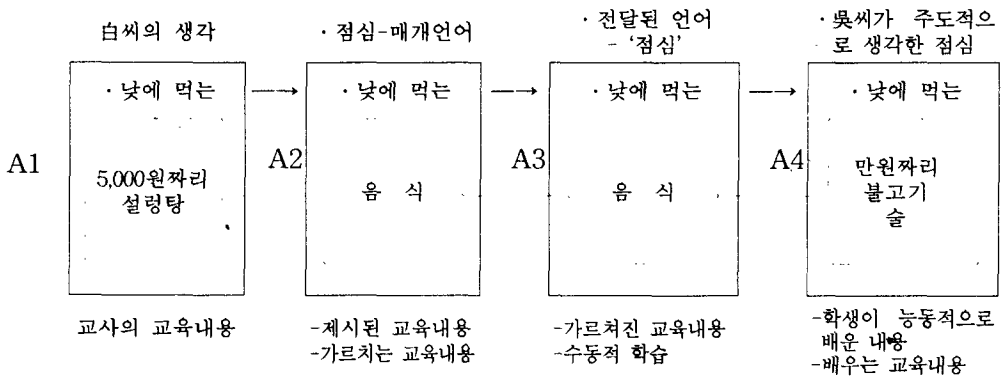 白씨의 생각
· 낮에 먹는
A1
5,000원짜리
설렁탕
교사의 교육내용
→
· 점심-매개언어
· 낮에 먹는
A2
음 식
-제시된 교육내용
-가르치는 교육내용
→
· 전달된 언어
- ‘점심’
· 낮에 먹는
A3
음 식
-가르쳐진 교육내용
-수동적 학습
→
· 吳씨가 주도적으
로 생각한 점심
· 낮에 먹는
A4
만원짜리
불고기
술
-학생이 능동적으로
배운 내용
-배우는 교육내용